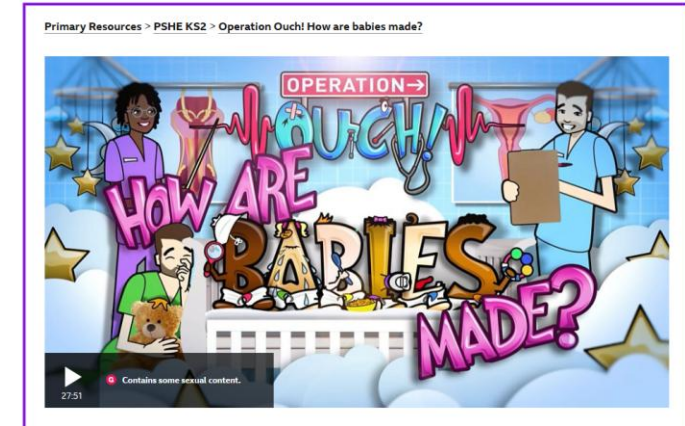 Primary Resources > PSHE KS2 > Operation Ouch! How are babies made?
OPERATION→
OUCH!
HOW ARE
BABIES
MADE?
G Contains some sexual content.
27:51